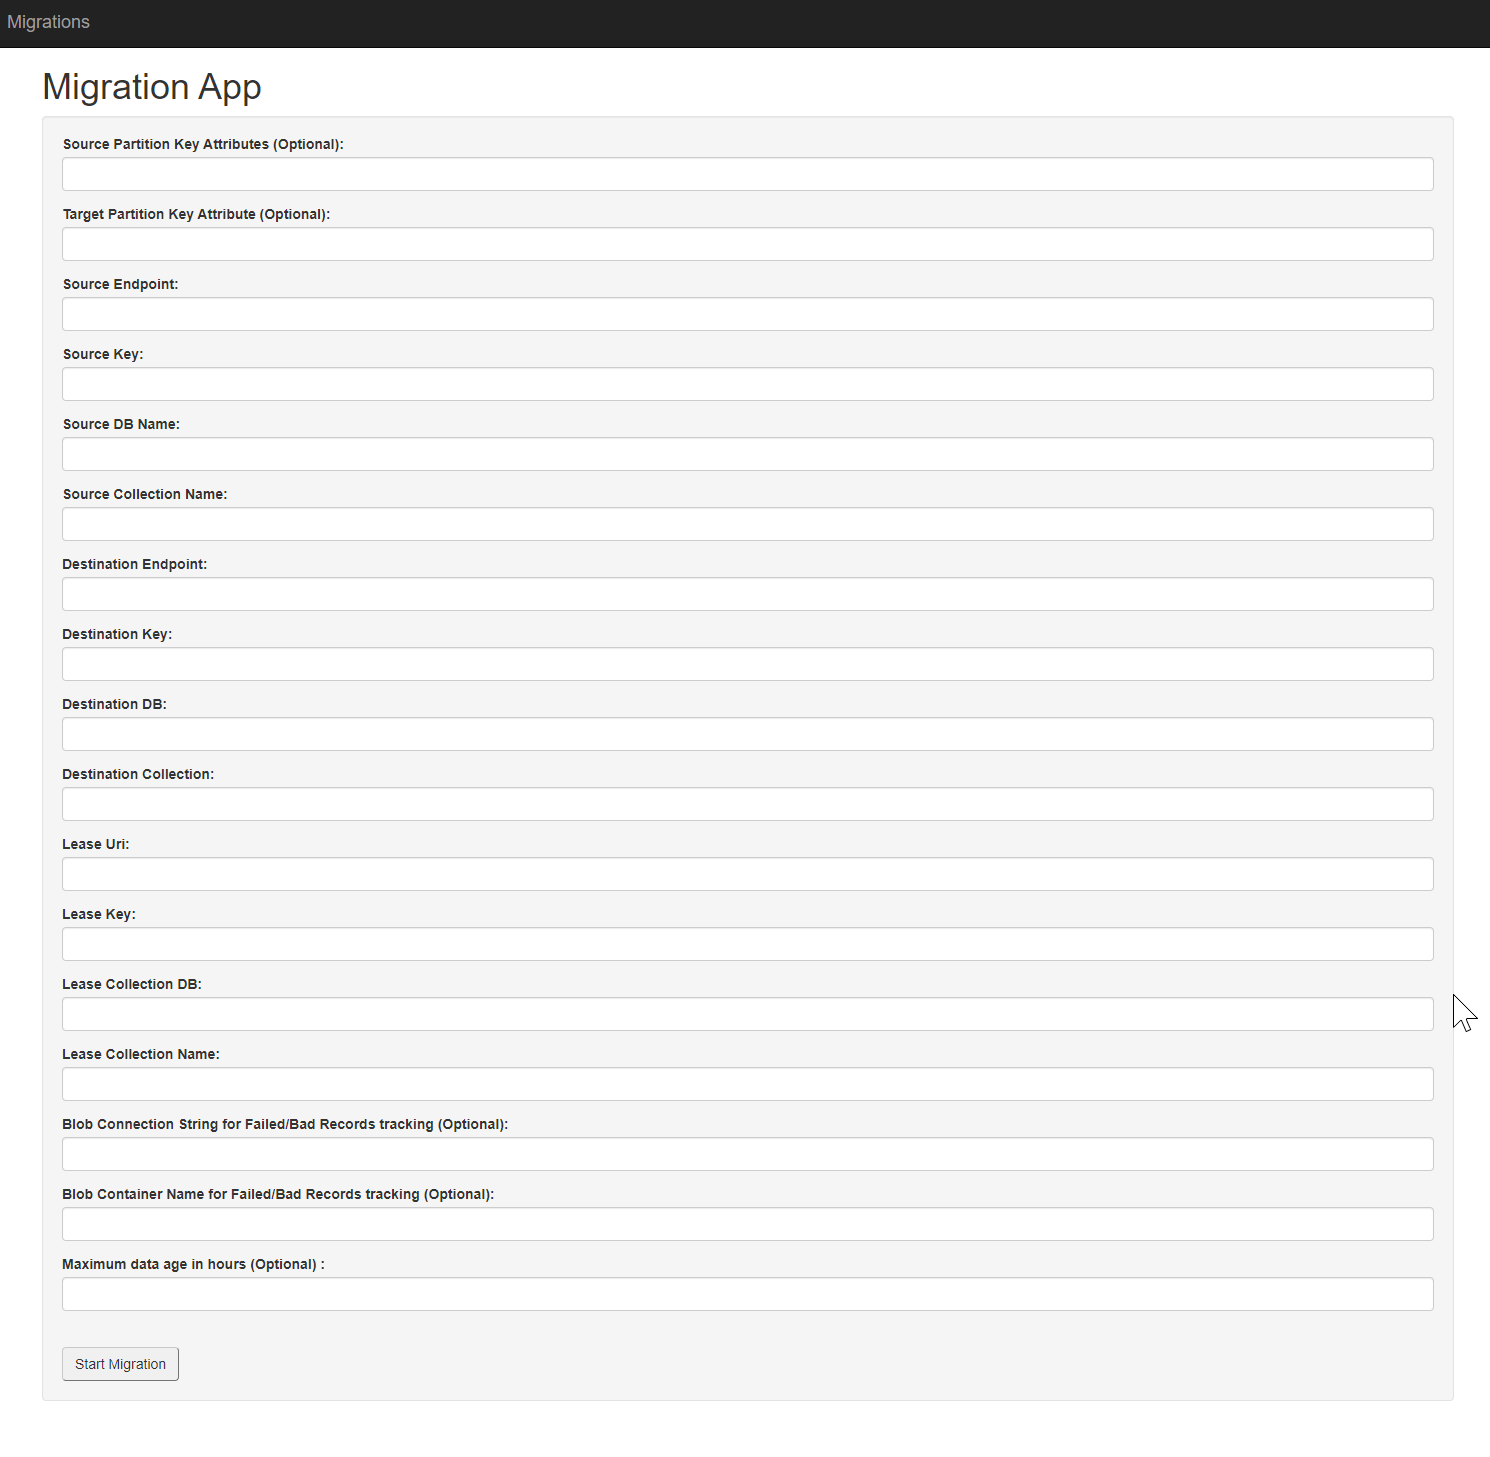 Migrations
Migration App
Source Partition Key Attributes (Optional):
Target Partition Key Attribute (Optional):
Source Endpoint:
Source Key:
Source DB Name:
Source Collection Name:
Destination Endpoint:
Destination Key:
Destination DB:
Destination Collection:
Lease Uri:
Lease Key:
Lease Collection DB:
Lease Collection Name:
Blob Connection String for Failed/Bad Records tracking (Optional):
Blob Container Name for Failed/Bad Records tracking (Optional):
Maximum data age in hours (Optional) :
Start Migration